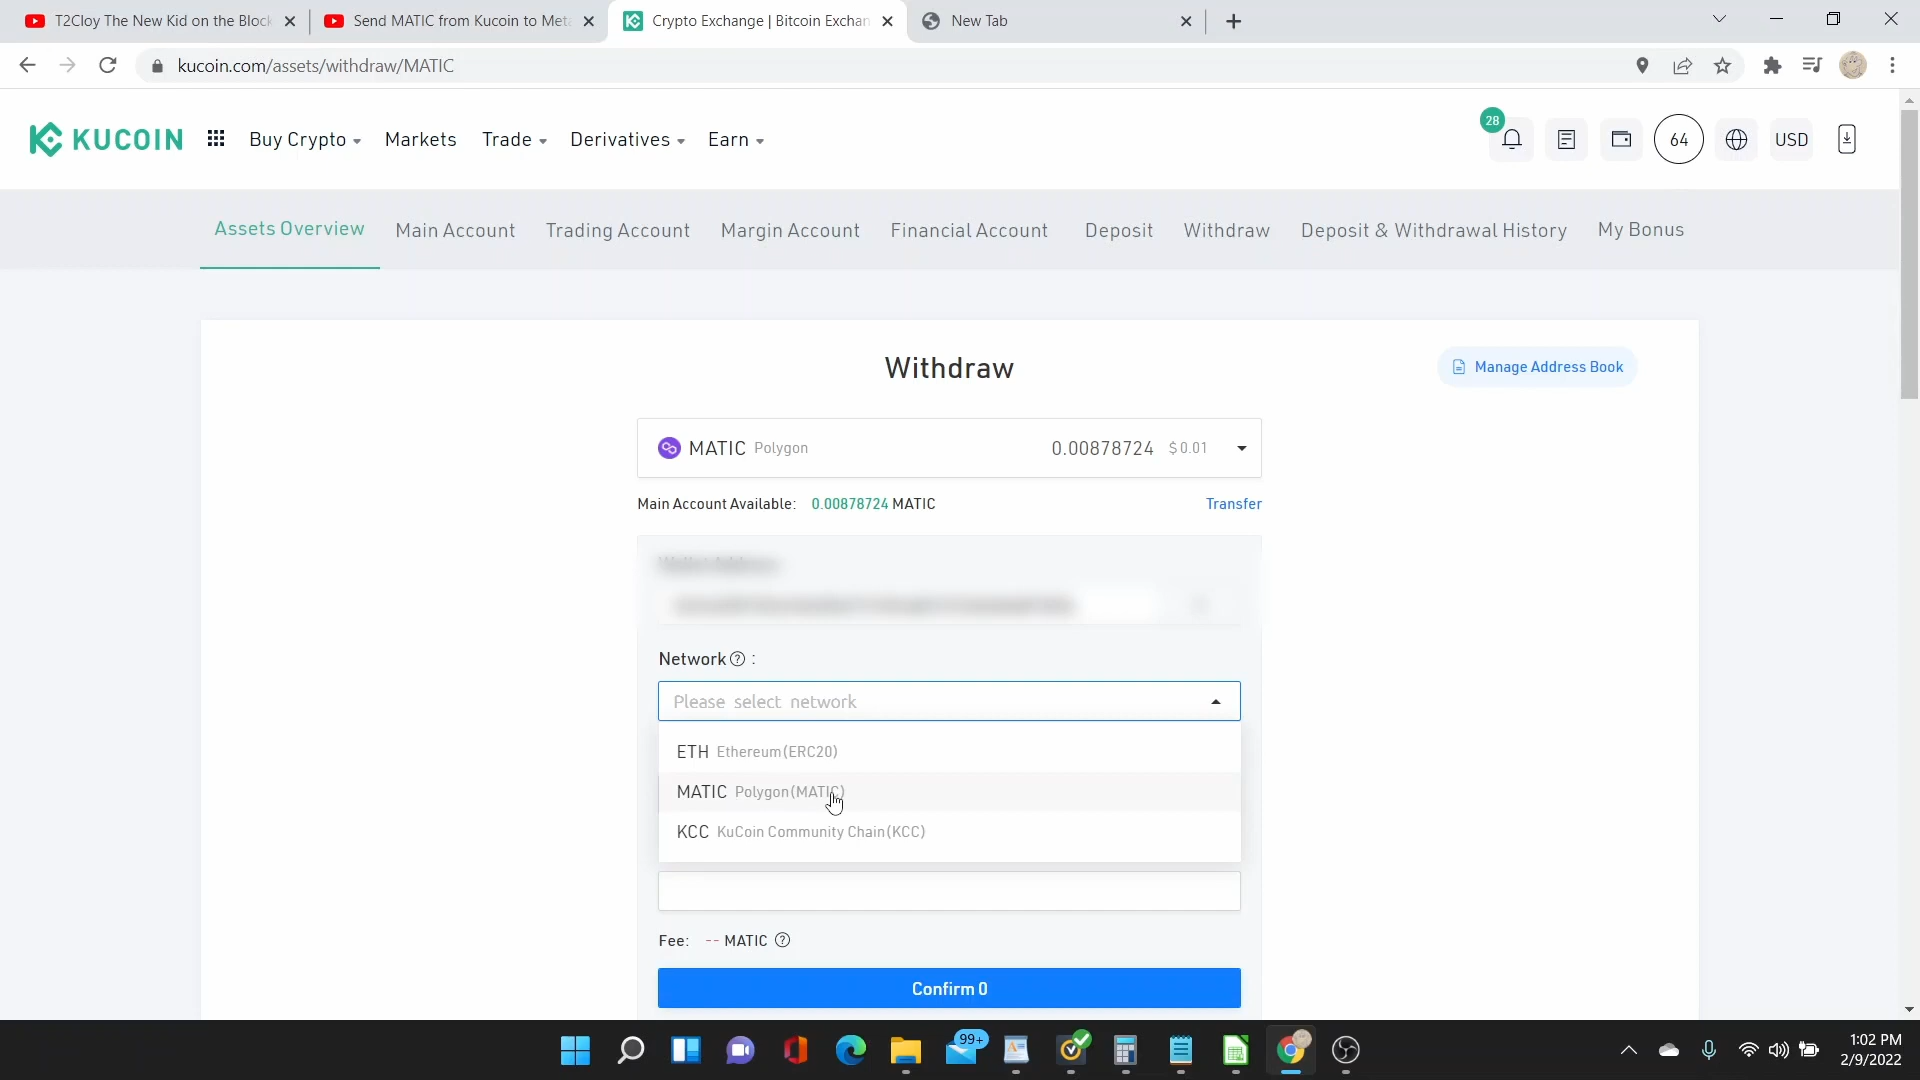 T2Cloy The New Kid on the Block
Send MATIC from Kucoin to Meta
Crypto Exchange | Bitcoin Exchan
New Tab
kucoin.com/assets/withdraw/MATIC
KUCOIN
Buy Crypto
Markets
Trade
Derivatives
Earn
28
64
USD
Assets Overview
Main Account
Trading Account
Margin Account
Financial Account
Deposit
Withdraw
Deposit & Withdrawal History
My Bonus
Withdraw
Manage Address Book
MATIC Polygon 0.00878724 $ 0.01
Main Account Available: 0.00878724 MATIC Transfer
Network ? :
Please select network
ETH Ethereum(ERC20)
MATIC Polygon(MATIC)
KCC KuCoin Community Chain(KCC)
Fee: -- MATIC ?
Confirm 0
99+
1:02 PM
2/9/2022